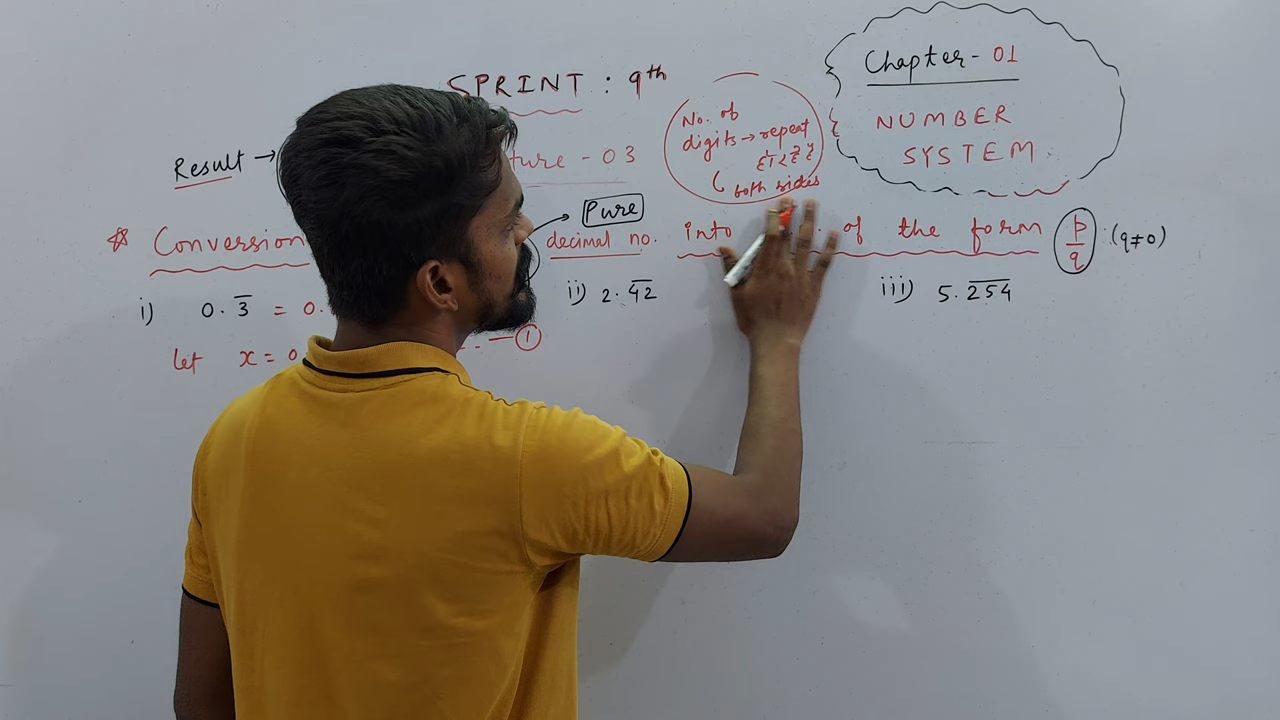 SPRINT : 9th
Chapter - 01
NUMBER
SYSTEM
No. of
digits → repeat
both sides
Result → ture - 03
Pure
Conversion decimal no. into of the form p/q (q≠0)
i) 0.3̅ = 0.
ii) 2.4̅2̅
iii) 5.2̅5̅4̅
let x = 0 .. — ①